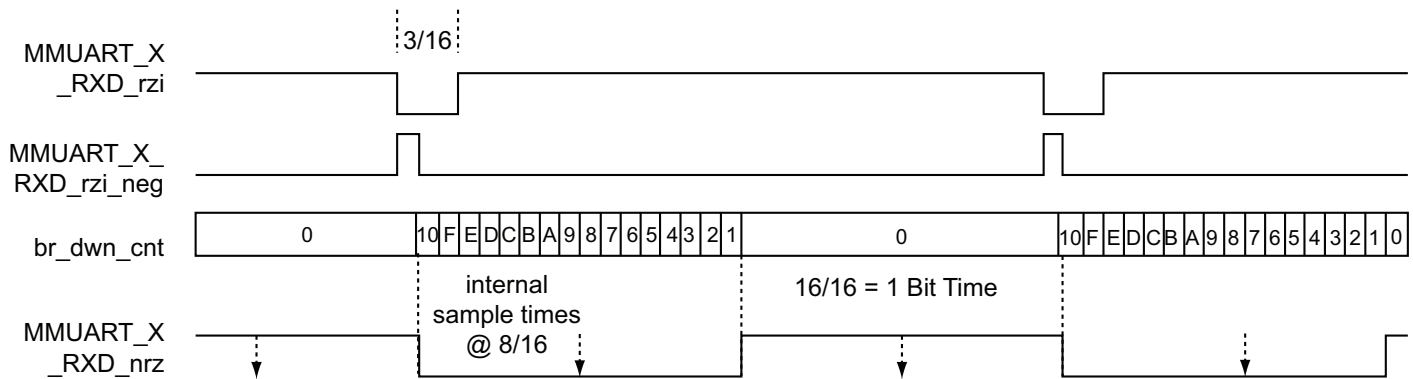 3/16
MMUART_X
_RXD_rzi
MMUART_X_
RXD_rzi_neg
br_dwn_cnt
0 10 F E D C B A 9 8 7 6 5 4 3 2 1 0 10 F E D C B A 9 8 7 6 5 4 3 2 1 0
internal
sample times
@ 8/16
16/16 = 1 Bit Time
MMUART_X
_RXD_nrz